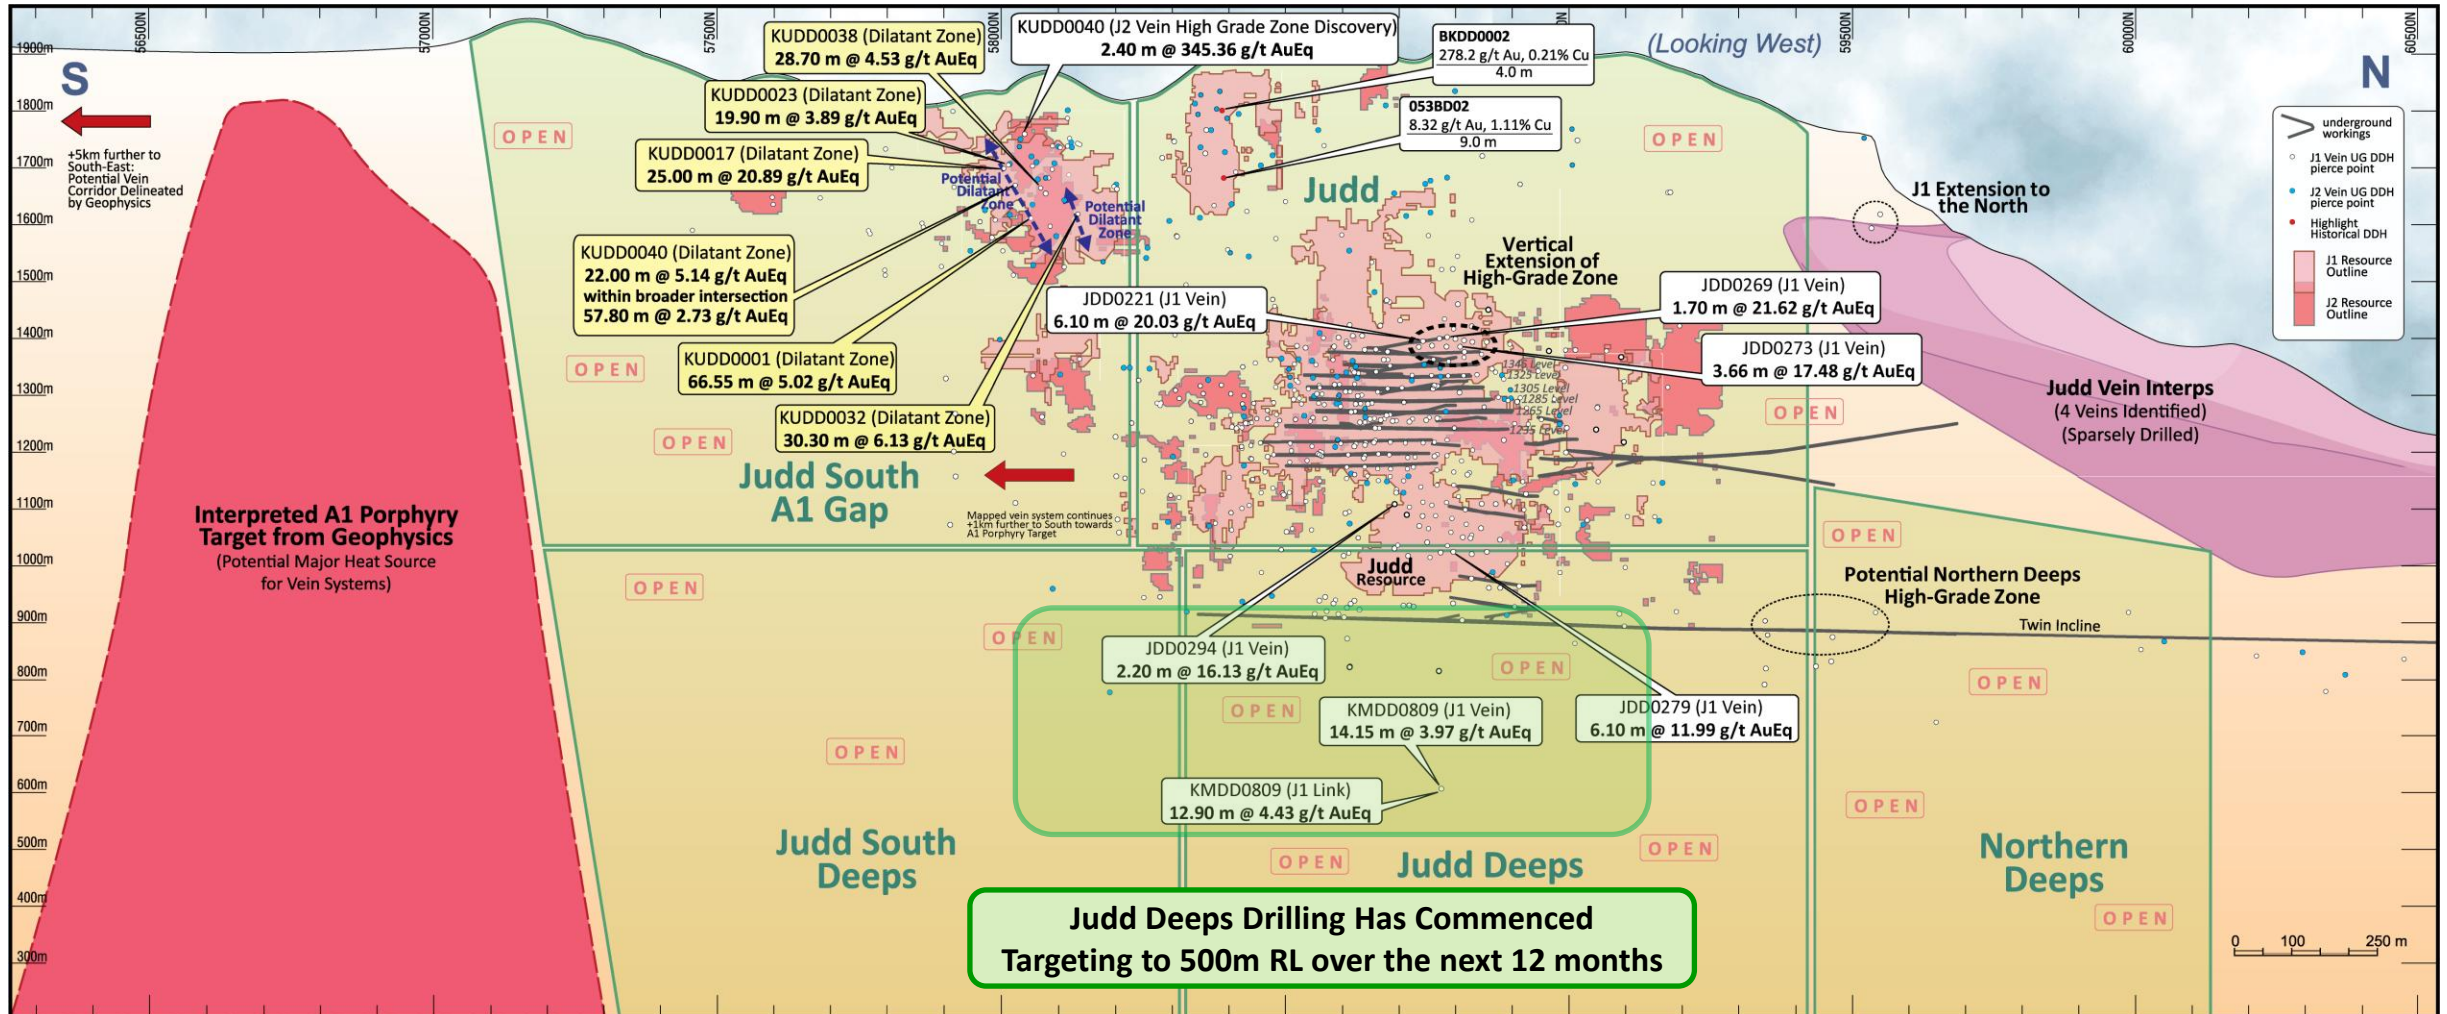 56500N
57000N
57500N
58000N
59500N
60000N
60500N
1900m
1800m
1700m
1600m
1500m
1400m
1300m
1200m
1100m
1000m
900m
800m
700m
600m
500m
400m
300m
S
N
(Looking West)
+5km further to
South-East:
Potential Vein
Corridor Delineated
by Geophysics
Interpreted A1 Porphyry
Target from Geophysics
(Potential Major Heat Source
for Vein Systems)
OPEN
KUDD0038 (Dilatant Zone)
28.70 m @ 4.53 g/t AuEq
KUDD0040 (J2 Vein High Grade Zone Discovery)
2.40 m @ 345.36 g/t AuEq
BKDD0002
278.2 g/t Au, 0.21% Cu
4.0 m
KUDD0023 (Dilatant Zone)
19.90 m @ 3.89 g/t AuEq
053BD02
8.32 g/t Au, 1.11% Cu
9.0 m
OPEN
KUDD0017 (Dilatant Zone)
25.00 m @ 20.89 g/t AuEq
Potential
Dilatant
Zone
Potential
Dilatant
Zone
Judd
KUDD0040 (Dilatant Zone)
22.00 m @ 5.14 g/t AuEq
within broader intersection
57.80 m @ 2.73 g/t AuEq
Vertical
Extension of
High-Grade Zone
JDD0221 (J1 Vein)
6.10 m @ 20.03 g/t AuEq
JDD0269 (J1 Vein)
1.70 m @ 21.62 g/t AuEq
JDD0273 (J1 Vein)
3.66 m @ 17.48 g/t AuEq
J1 Extension to
the North
underground
workings
J1 Vein UG DDH
pierce point
J2 Vein UG DDH
pierce point
Highlight
Historical DDH
J1 Resource
Outline
J2 Resource
Outline
OPEN
KUDD0001 (Dilatant Zone)
66.55 m @ 5.02 g/t AuEq
KUDD0032 (Dilatant Zone)
30.30 m @ 6.13 g/t AuEq
1345 Level
1325 Level
1305 Level
1285 Level
1265 Level
1235 Level
OPEN
OPEN
Judd Vein Interps
(4 Veins Identified)
(Sparsely Drilled)
Judd South
A1 Gap
Mapped vein system continues
+1km further to South towards
A1 Porphyry Target
OPEN
OPEN
Judd
Resource
Potential Northern Deeps
High-Grade Zone
Twin Incline
OPEN
JDD0294 (J1 Vein)
2.20 m @ 16.13 g/t AuEq
OPEN
OPEN
OPEN
KMDD0809 (J1 Vein)
14.15 m @ 3.97 g/t AuEq
JDD0279 (J1 Vein)
6.10 m @ 11.99 g/t AuEq
OPEN
KMDD0809 (J1 Link)
12.90 m @ 4.43 g/t AuEq
OPEN
Judd South
Deeps
OPEN
Judd Deeps
OPEN
Northern
Deeps
OPEN
Judd Deeps Drilling Has Commenced
Targeting to 500m RL over the next 12 months
0 100 250 m